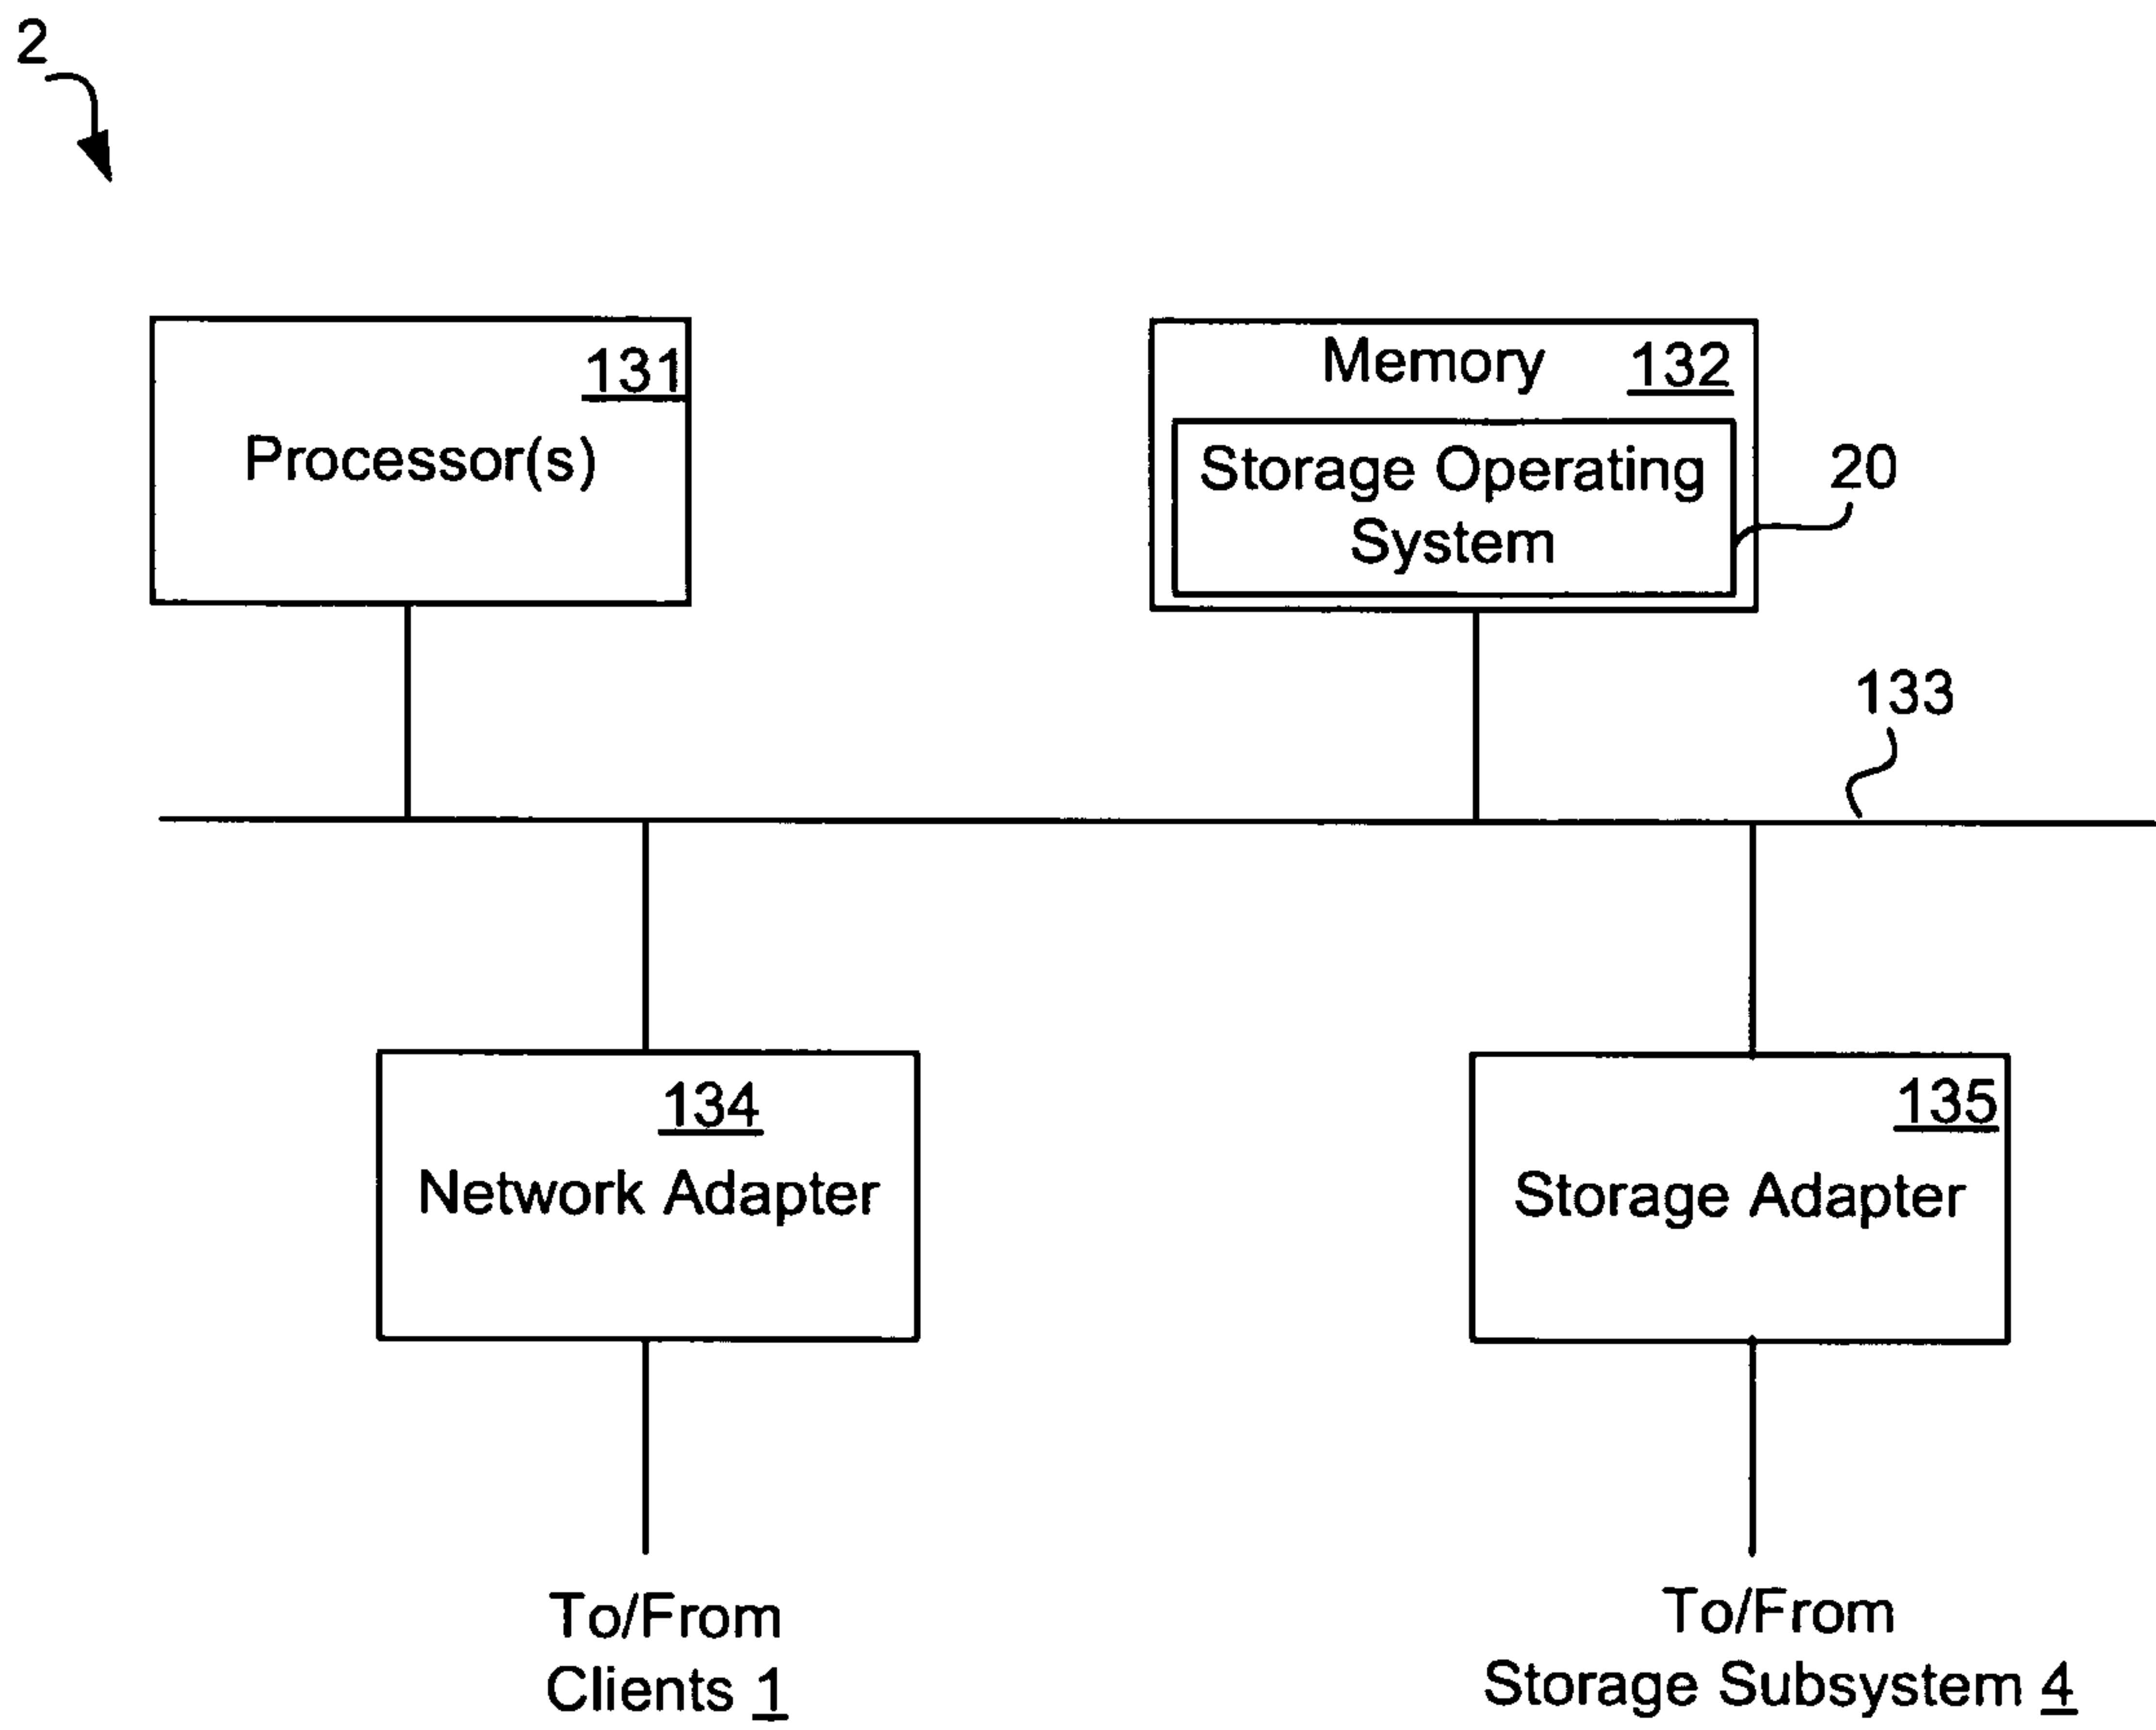 2
131
Processor(s)
Memory 132
Storage Operating
System
20
133
134
Network Adapter
135
Storage Adapter
To/From
Clients 1
To/From
Storage Subsystem 4